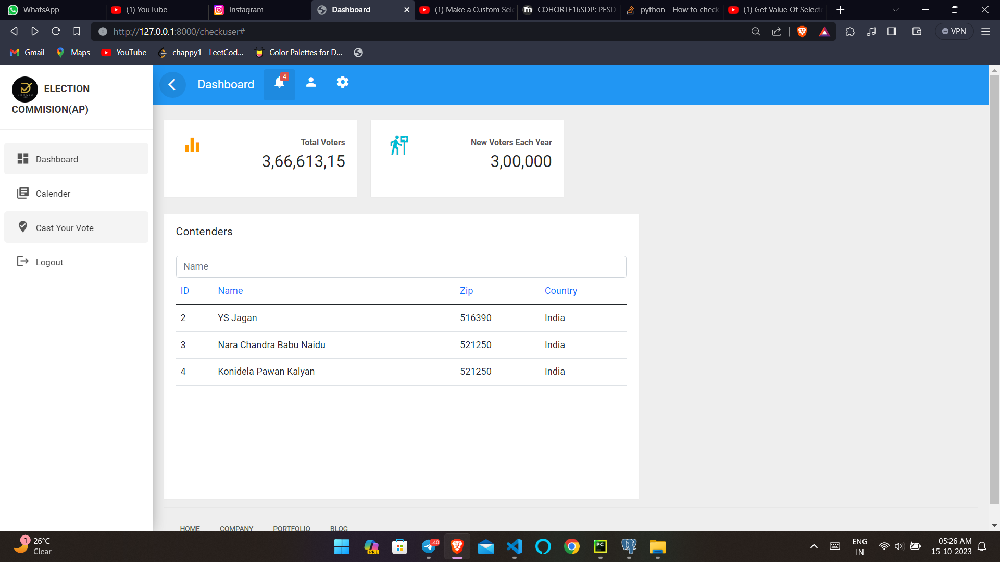 WhatsApp
(1) YouTube
Instagram
Dashboard
(1) Make a Custom Sel
COHORTE16SDP: PFSD
python - How to check
(1) Get Value Of Select
http://127.0.0.1:8000/checkuser#
VPN
Gmail
Maps
YouTube
chappy1 - LeetCod...
Color Palettes for D...
ELECTION
COMMISION(AP)
Dashboard
4
Total Voters
3,66,613,15
New Voters Each Year
3,00,000
Dashboard
Calender
Cast Your Vote
Logout
Contenders
Name
ID Name Zip Country
2 YS Jagan 516390 India
3 Nara Chandra Babu Naidu 521250 India
4 Konidela Pawan Kalyan 521250 India
HOME COMPANY PORTFOLIO BLOG
1
26°C
Clear
PRE
40
PC
ENG
IN
05:26 AM
15-10-2023